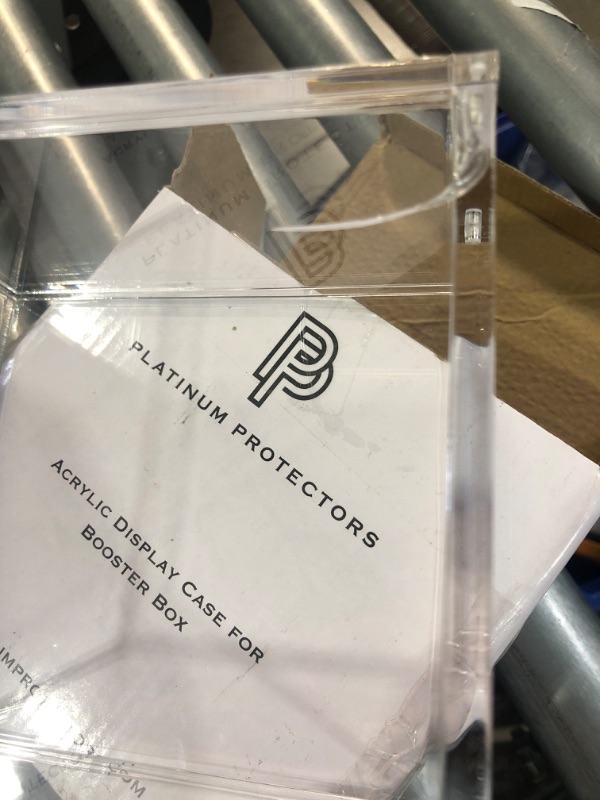 PLATINUM PROTECTORS
ACRYLIC DISPLAY CASE FOR
BOOSTER BOX